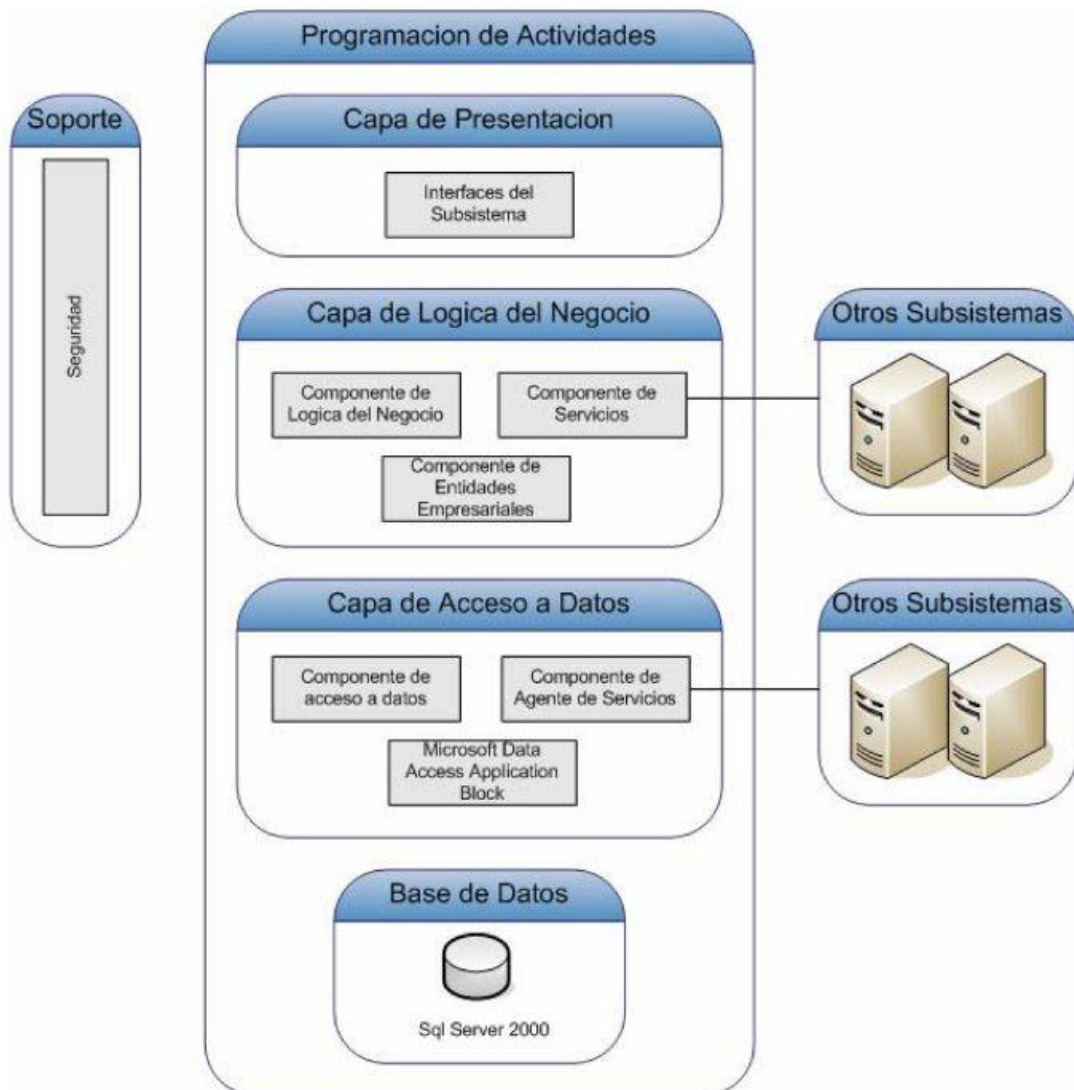 Programacion de Actividades
Soporte
Seguridad
Capa de Presentacion
Interfaces del
Subsistema
Capa de Logica del Negocio
Componente de
Logica del Negocio
Componente de
Servicios
Componente de
Entidades
Empresariales
Otros Subsistemas
Capa de Acceso a Datos
Componente de
acceso a datos
Componente de
Agente de Servicios
Microsoft Data
Access Application
Block
Otros Subsistemas
Base de Datos
Sql Server 2000